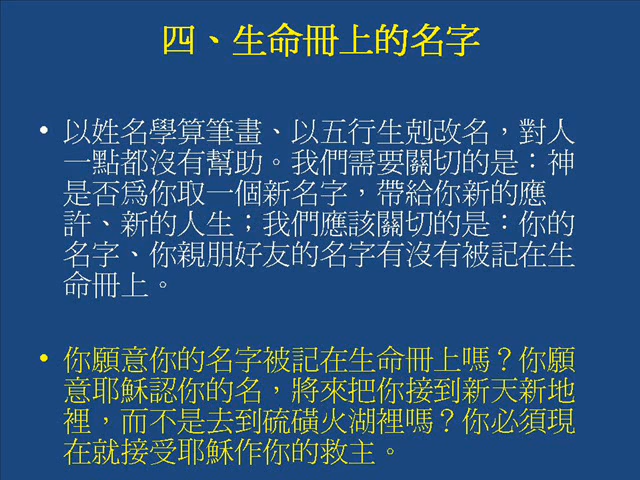 四、生命冊上的名字
• 以姓名學算筆畫、以五行生剋改名，對人
一點都沒有幫助。我們需要關切的是：神
是否為你取一個新名字，帶給你新的應
許、新的人生；我們應該關切的是：你的
名字、你親朋好友的名字有沒有被記在生
命冊上。
• 你願意你的名字被記在生命冊上嗎？你願
意耶穌認你的名，將來把你接到新天新地
裡，而不是去到硫磺火湖裡嗎？你必須現
在就接受耶穌作你的救主。